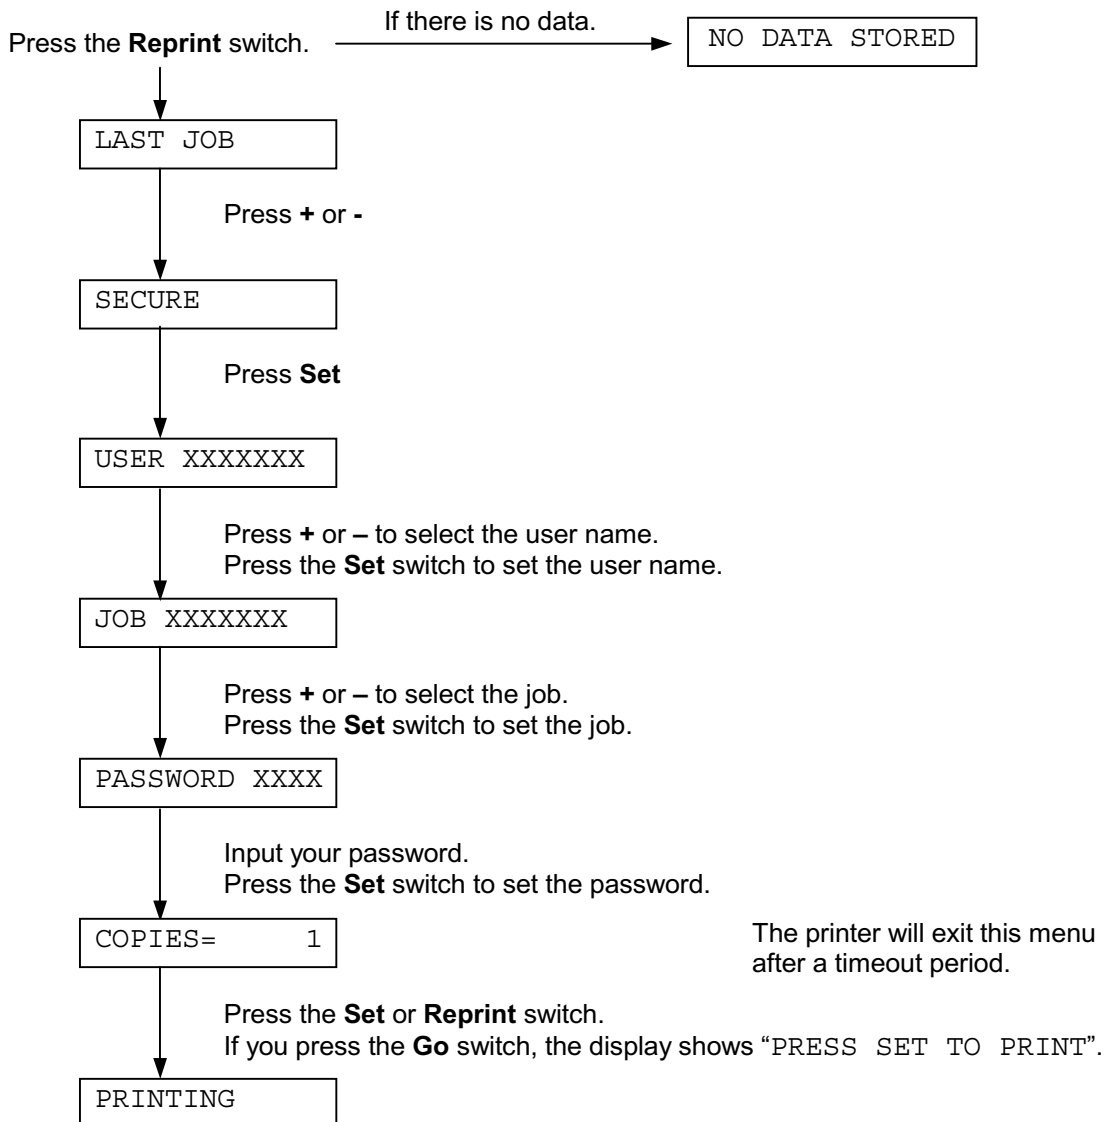 If there is no data.
Press the Reprint switch.
NO DATA STORED
LAST JOB
Press + or -
SECURE
Press Set
USER XXXXXXX
Press + or – to select the user name.
Press the Set switch to set the user name.
JOB XXXXXXX
Press + or – to select the job.
Press the Set switch to set the job.
PASSWORD XXXX
Input your password.
Press the Set switch to set the password.
COPIES= 1
The printer will exit this menu
after a timeout period.
Press the Set or Reprint switch.
If you press the Go switch, the display shows “PRESS SET TO PRINT”.
PRINTING